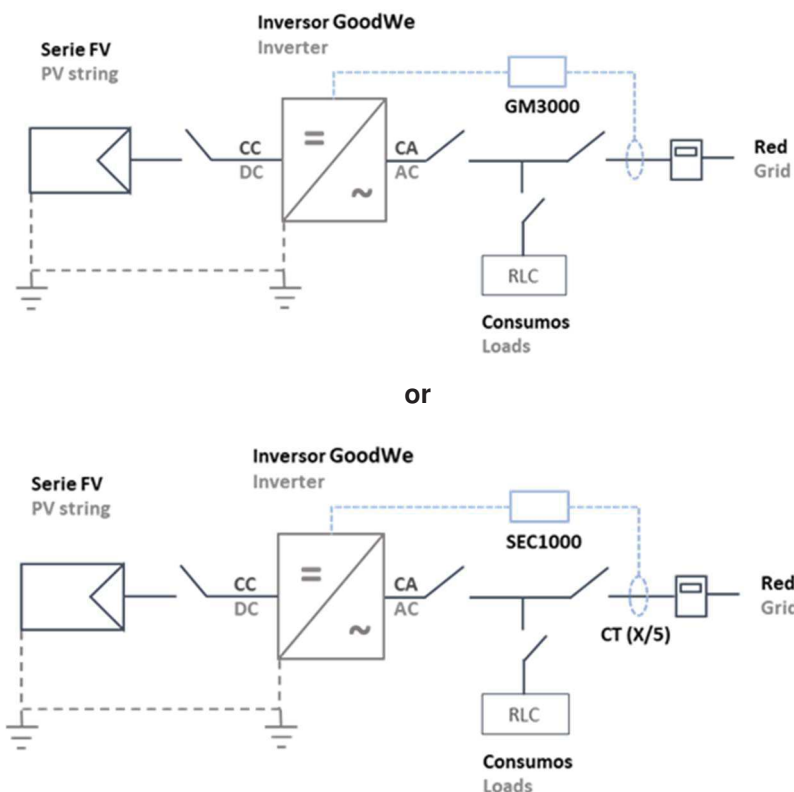 Inversor GoodWe
Inverter
Serie FV
PV string
GM3000
CC
DC
=
~
CA
AC
Red
Grid
RLC
Consumos
Loads
or
Inversor GoodWe
Inverter
Serie FV
PV string
SEC1000
CC
DC
=
~
CA
AC
CT (X/5)
Red
Grid
RLC
Consumos
Loads